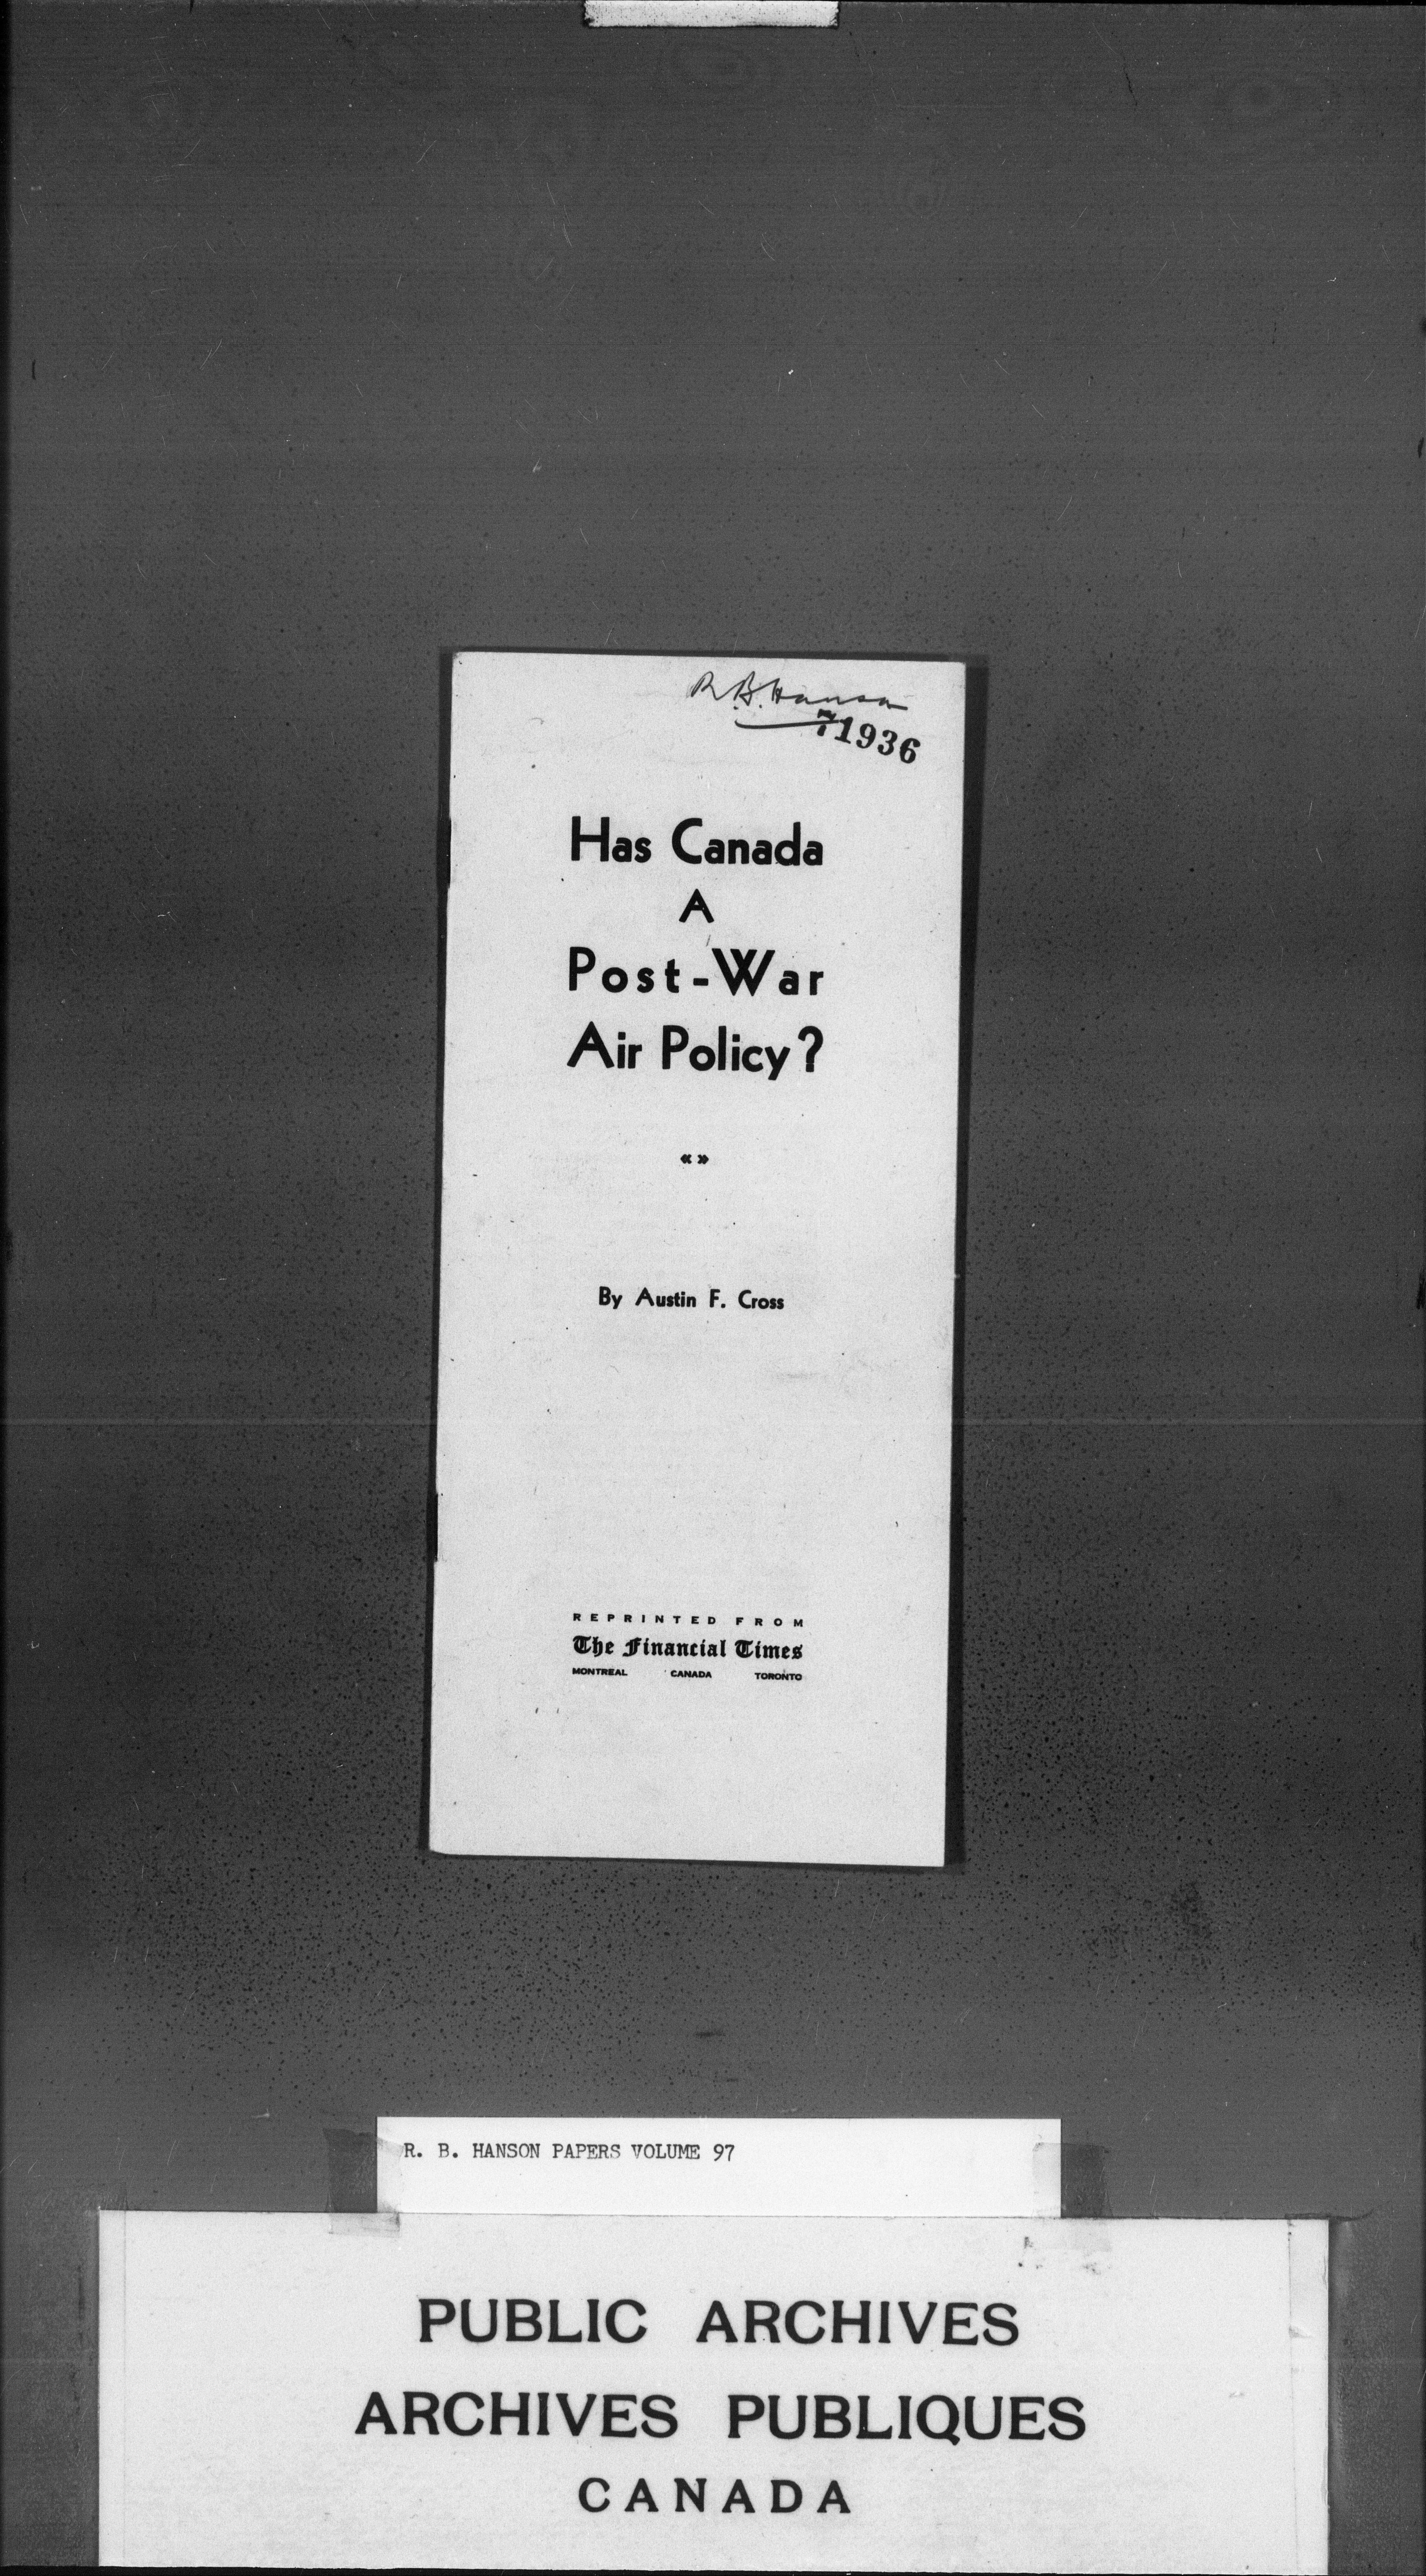 R.B. Hanson
71936
Has Canada
A
Post-War
Air Policy?
«»
By Austin F. Cross
REPRINTED FROM
The Financial Times
MONTREAL CANADA TORONTO
R. B. HANSON PAPERS VOLUME 97
PUBLIC ARCHIVES
ARCHIVES PUBLIQUES
CANADA